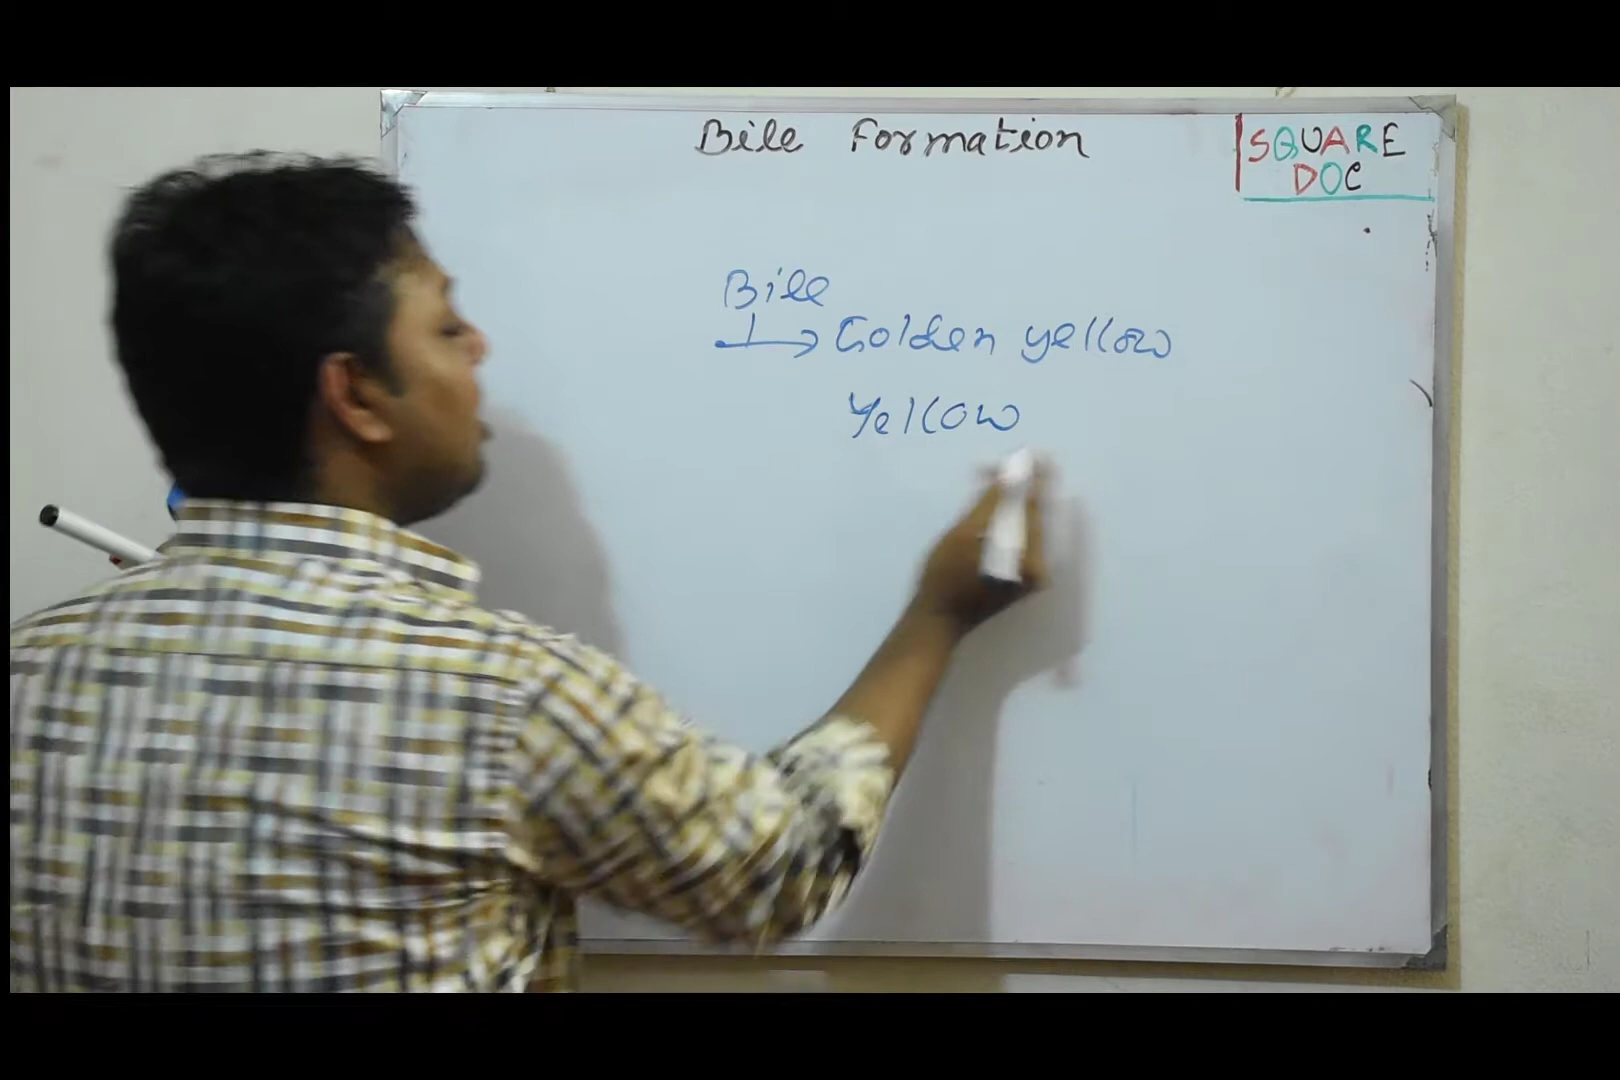 Bile Formation
SQUARE
DOC
Bile
Golden yellow
Yellow